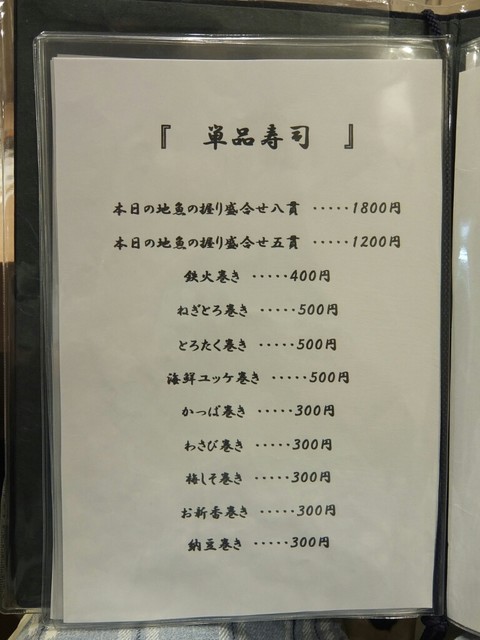 『 単品寿司 』
本日の地魚の握り盛合せ八貫 ・・・・・1800円
本日の地魚の握り盛合せ五貫 ・・・・・1200円
鉄火巻き ・・・・・400円
ねぎとろ巻き ・・・・・500円
とろたく巻き ・・・・・500円
海鮮ユッケ巻き ・・・・・500円
かっぱ巻き ・・・・・300円
わさび巻き ・・・・・300円
梅しそ巻き ・・・・・300円
お新香巻き ・・・・・300円
納豆巻き ・・・・・300円